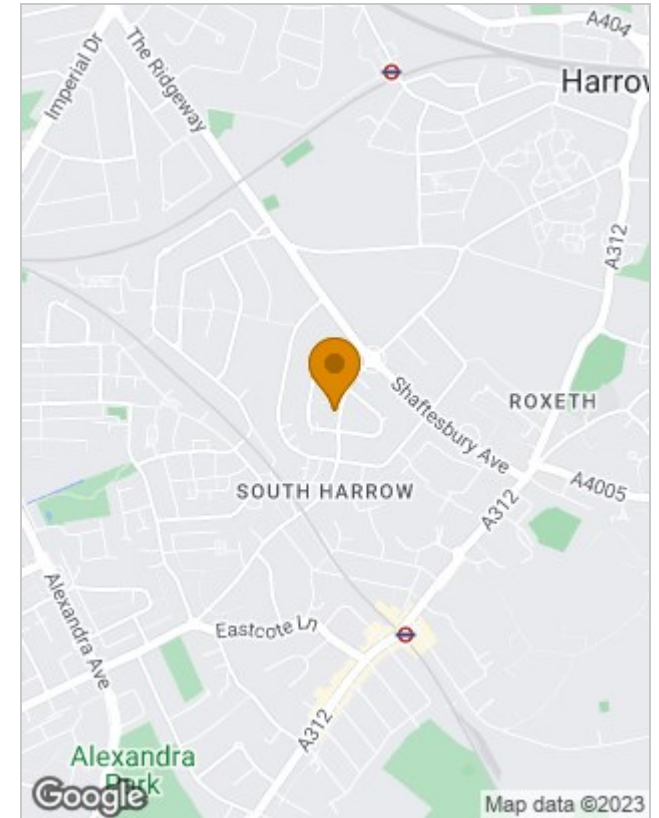 A404
Imperial Dr
The Ridgeway
Harrow
A312
Shaftesbury Ave
ROXETH
SOUTH HARROW
A4005
A312
Alexandra Ave
Eastcote Ln
A312
Alexandra
Park
Google
Map data ©2023